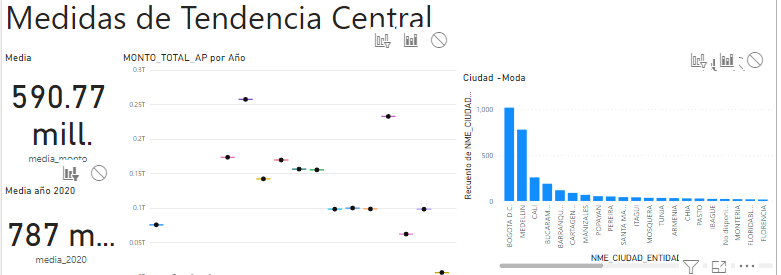 Medidas de Tendencia Central
Media
590.77
mill.
media_monto
Media año 2020
787 m...
media_2020
MONTO_TOTAL_AP por Año
0.3T
0.25T
0.2T
0.15T
0.1T
0.05T
Ciudad -Moda
Recuento de NME_CIUDAD...
1,000
500
0
BOGOTA D.C.
MEDELLIN
CALI
BUCARAM...
BARRANQU...
CARTAGEN...
MANIZALES
POPAYAN
PEREIRA
SANTA MA...
ITAGUI
MOSQUERA
TUNJA
ARMENIA
CHIA
PASTO
IBAGUE
No disponi...
MONTERIA
FLORIDABL...
FLORENCIA
NME_CIUDAD_ENTIDAD